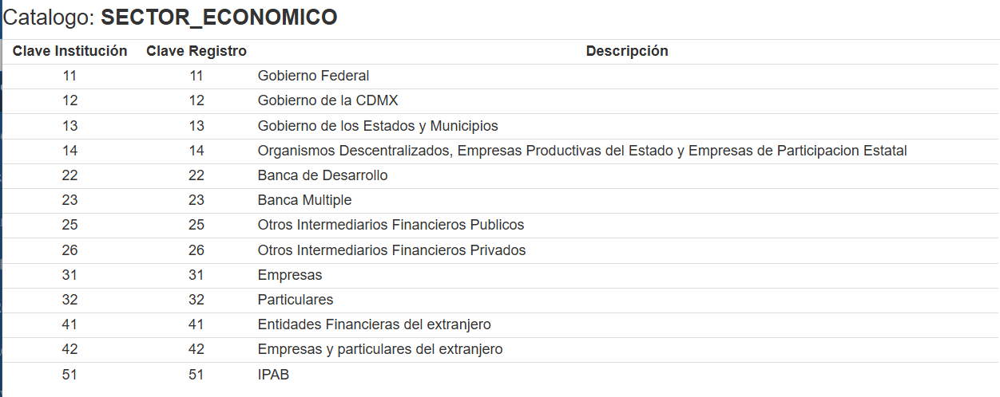 Catalogo: SECTOR_ECONOMICO
Clave Institución Clave Registro Descripción
11 11 Gobierno Federal
12 12 Gobierno de la CDMX
13 13 Gobierno de los Estados y Municipios
14 14 Organismos Descentralizados, Empresas Productivas del Estado y Empresas de Participacion Estatal
22 22 Banca de Desarrollo
23 23 Banca Multiple
25 25 Otros Intermediarios Financieros Publicos
26 26 Otros Intermediarios Financieros Privados
31 31 Empresas
32 32 Particulares
41 41 Entidades Financieras del extranjero
42 42 Empresas y particulares del extranjero
51 51 IPAB